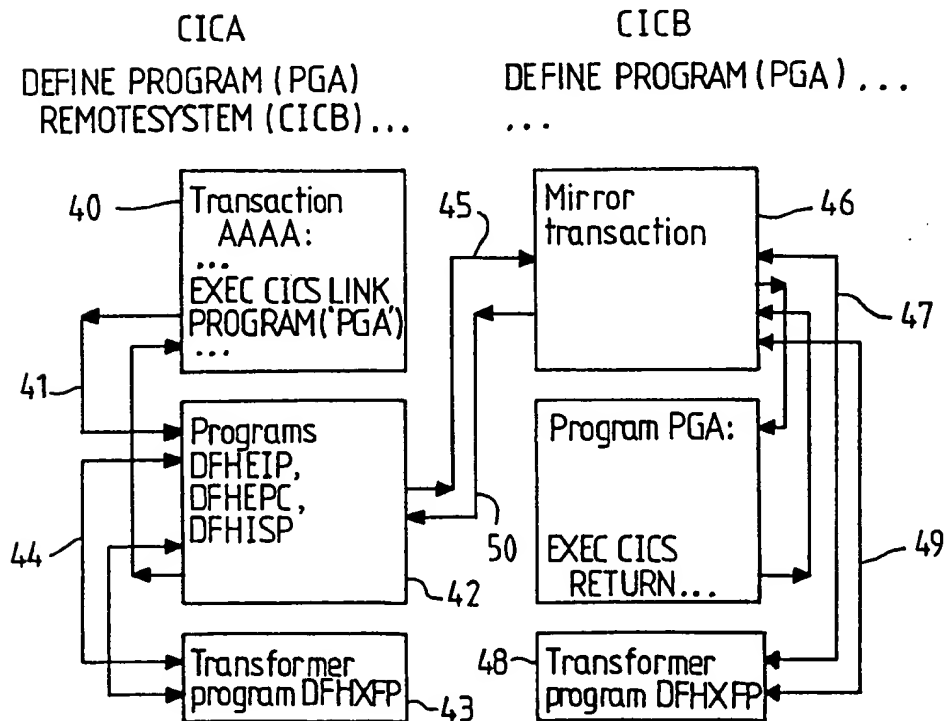 CICA
DEFINE PROGRAM (PGA)
REMOTESYSTEM (CICB) ...
CICB
DEFINE PROGRAM (PGA) ...
...
40
Transaction
AAAA:
...
EXEC CICS LINK
PROGRAM('PGA')
...
41
45
Mirror
transaction
46
47
Programs
DFHEIP,
DFHEPC,
DFHISP
44
42
50
Program PGA:
EXEC CICS
RETURN...
49
Transformer
program DFHXFP
43
48
Transformer
program DFHXFP